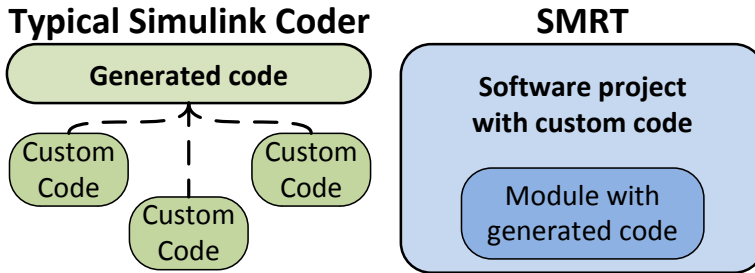 Typical Simulink Coder
Generated code
Custom
Code
Custom
Code
Custom
Code
SMRT
Software project
with custom code
Module with
generated code